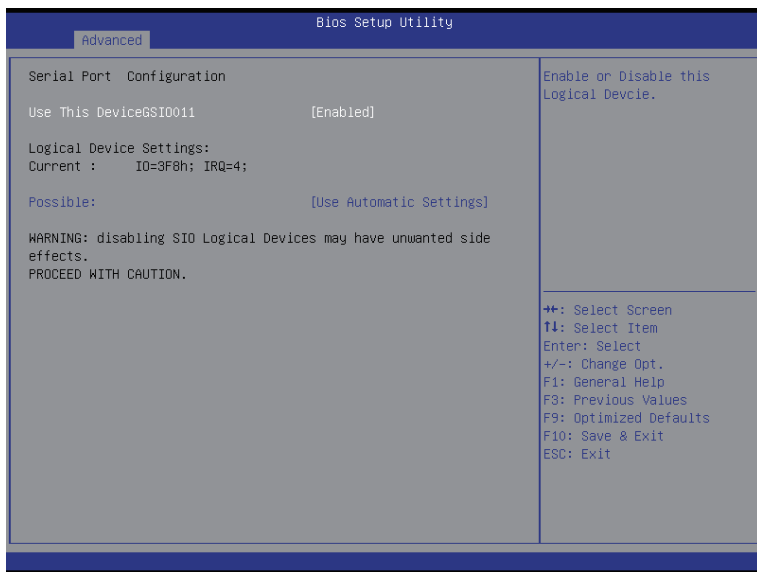 Bios Setup Utility
Advanced
Serial Port  Configuration
Use This DeviceGSIO011 [Enabled]
Logical Device Settings:
Current :    IO=3F8h; IRQ=4;
Possible: [Use Automatic Settings]
WARNING: disabling SIO Logical Devices may have unwanted side
effects.
PROCEED WITH CAUTION.
Enable or Disable this
Logical Devcie.
→←: Select Screen
↑↓: Select Item
Enter: Select
+/-: Change Opt.
F1: General Help
F3: Previous Values
F9: Optimized Defaults
F10: Save & Exit
ESC: Exit